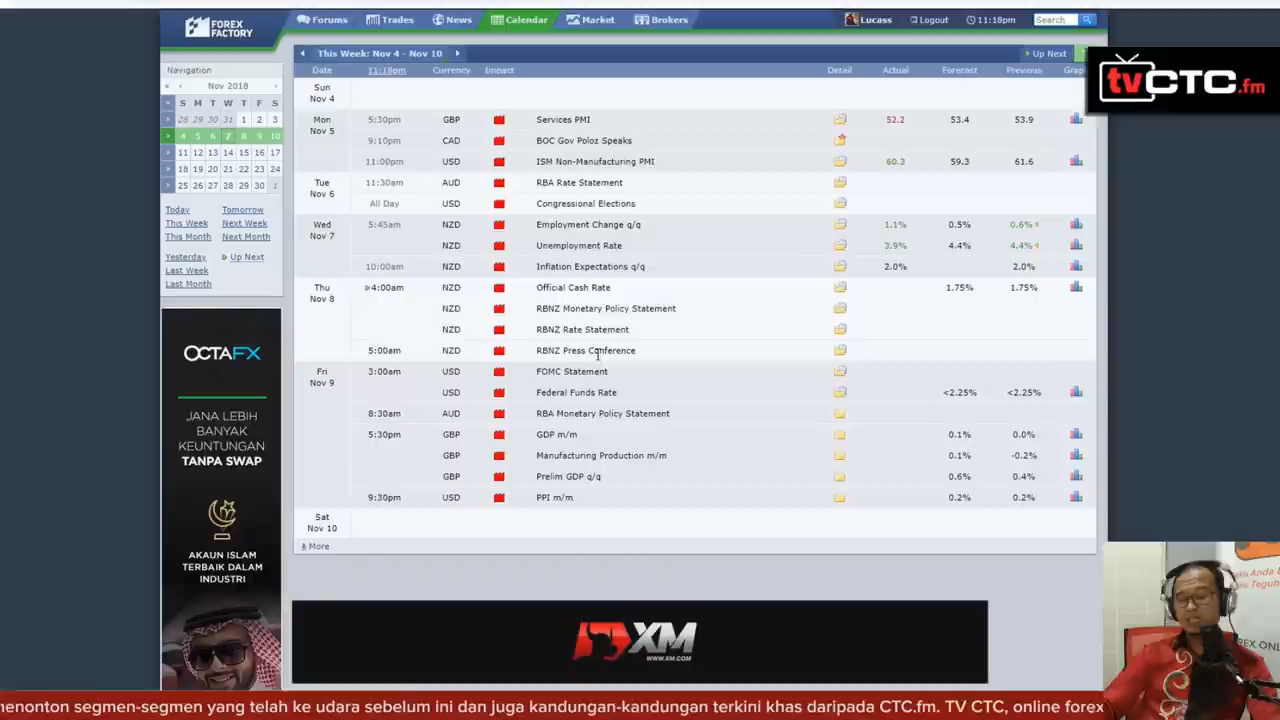 FOREX FACTORY
Forums Trades News Calendar Market Brokers Lucass Logout 11:18pm Search
tvCTC.fm
Navigation
« ‹ Nov 2018 ›
» S M T W T F S
> 28 29 30 31 1 2 3
> 4 5 6 7 8 9 10
> 11 12 13 14 15 16 17
> 18 19 20 21 22 23 24
> 25 26 27 28 29 30 1
Today Tomorrow
This Week Next Week
This Month Next Month
Yesterday Up Next
Last Week
Last Month
This Week: Nov 4 - Nov 10 Up Next
Date 11:18pm Currency Impact Detail Actual Forecast Previous Grap
Sun Nov 4
Mon Nov 5 5:30pm GBP Services PMI 52.2 53.4 53.9
9:10pm CAD BOC Gov Poloz Speaks
11:00pm USD ISM Non-Manufacturing PMI 60.3 59.3 61.6
Tue Nov 6 11:30am AUD RBA Rate Statement
All Day USD Congressional Elections
Wed Nov 7 5:45am NZD Employment Change q/q 1.1% 0.5% 0.6%
NZD Unemployment Rate 3.9% 4.4% 4.4%
10:00am NZD Inflation Expectations q/q 2.0% 2.0%
Thu Nov 8 4:00am NZD Official Cash Rate 1.75% 1.75%
NZD RBNZ Monetary Policy Statement
NZD RBNZ Rate Statement
5:00am NZD RBNZ Press Conference
Fri Nov 9 3:00am USD FOMC Statement
USD Federal Funds Rate <2.25% <2.25%
8:30am AUD RBA Monetary Policy Statement
5:30pm GBP GDP m/m 0.1% 0.0%
GBP Manufacturing Production m/m 0.1% -0.2%
GBP Prelim GDP q/q 0.6% 0.4%
9:30pm USD PPI m/m 0.2% 0.2%
Sat Nov 10
More
OCTAFX
JANA LEBIH
BANYAK
KEUNTUNGAN
TANPA SWAP
AKAUN ISLAM
TERBAIK DALAM
INDUSTRI
XM
WWW.XM.COM
Anda
Teguh
FOREX ONL
menonton segmen-segmen yang telah ke udara sebelum ini dan juga kandungan-kandungan terkini khas daripada CTC.fm. TV CTC, online forex